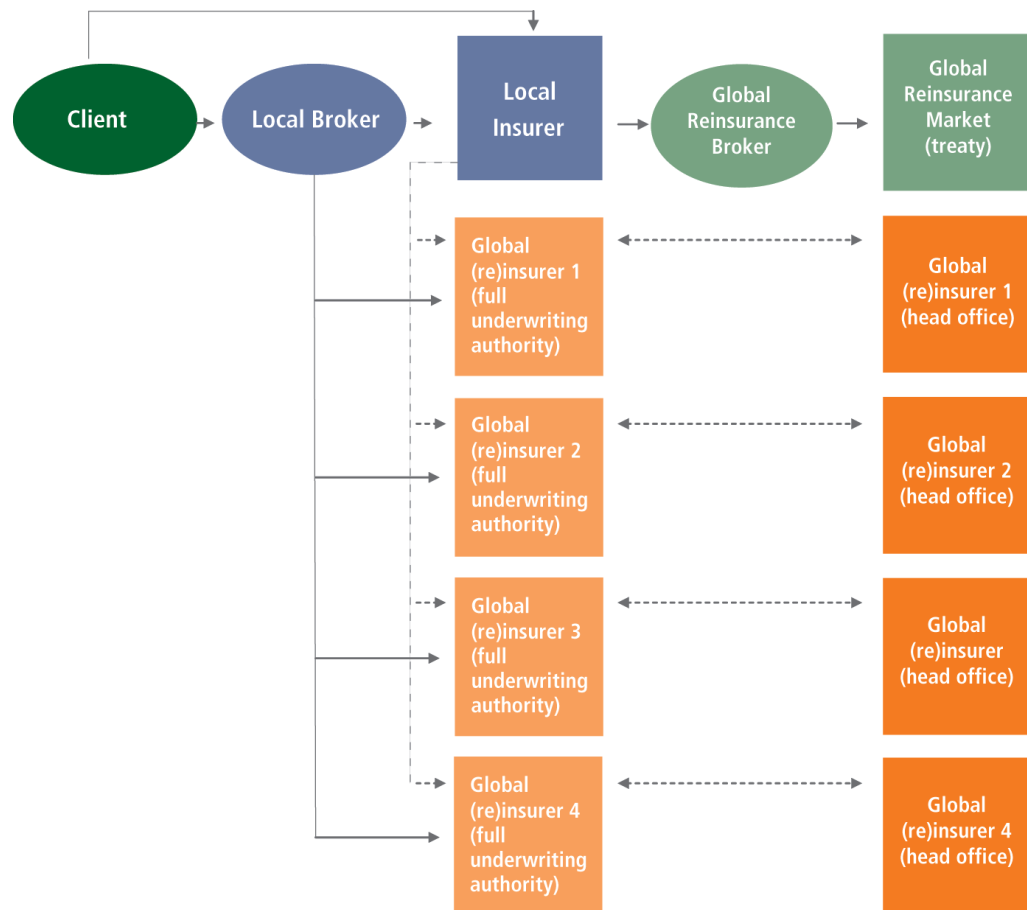 Client
Local Broker
Local
Insurer
Global
Reinsurance
Broker
Global
Reinsurance
Market
(treaty)
Global
(re)insurer 1
(full
underwriting
authority)
Global
(re)insurer 1
(head office)
Global
(re)insurer 2
(full
underwriting
authority)
Global
(re)insurer 2
(head office)
Global
(re)insurer 3
(full
underwriting
authority)
Global
(re)insurer
(head office)
Global
(re)insurer 4
(full
underwriting
authority)
Global
(re)insurer 4
(head office)